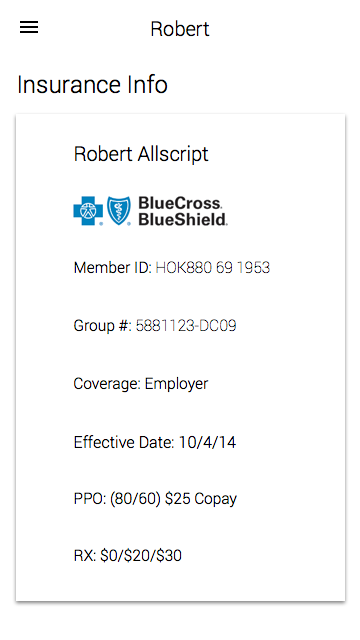 Robert
Insurance Info
Robert Allscript
BlueCross.
BlueShield.
Member ID: HOK880 69 1953
Group #: 5881123-DC09
Coverage: Employer
Effective Date: 10/4/14
PPO: (80/60) $25 Copay
RX: $0/$20/$30